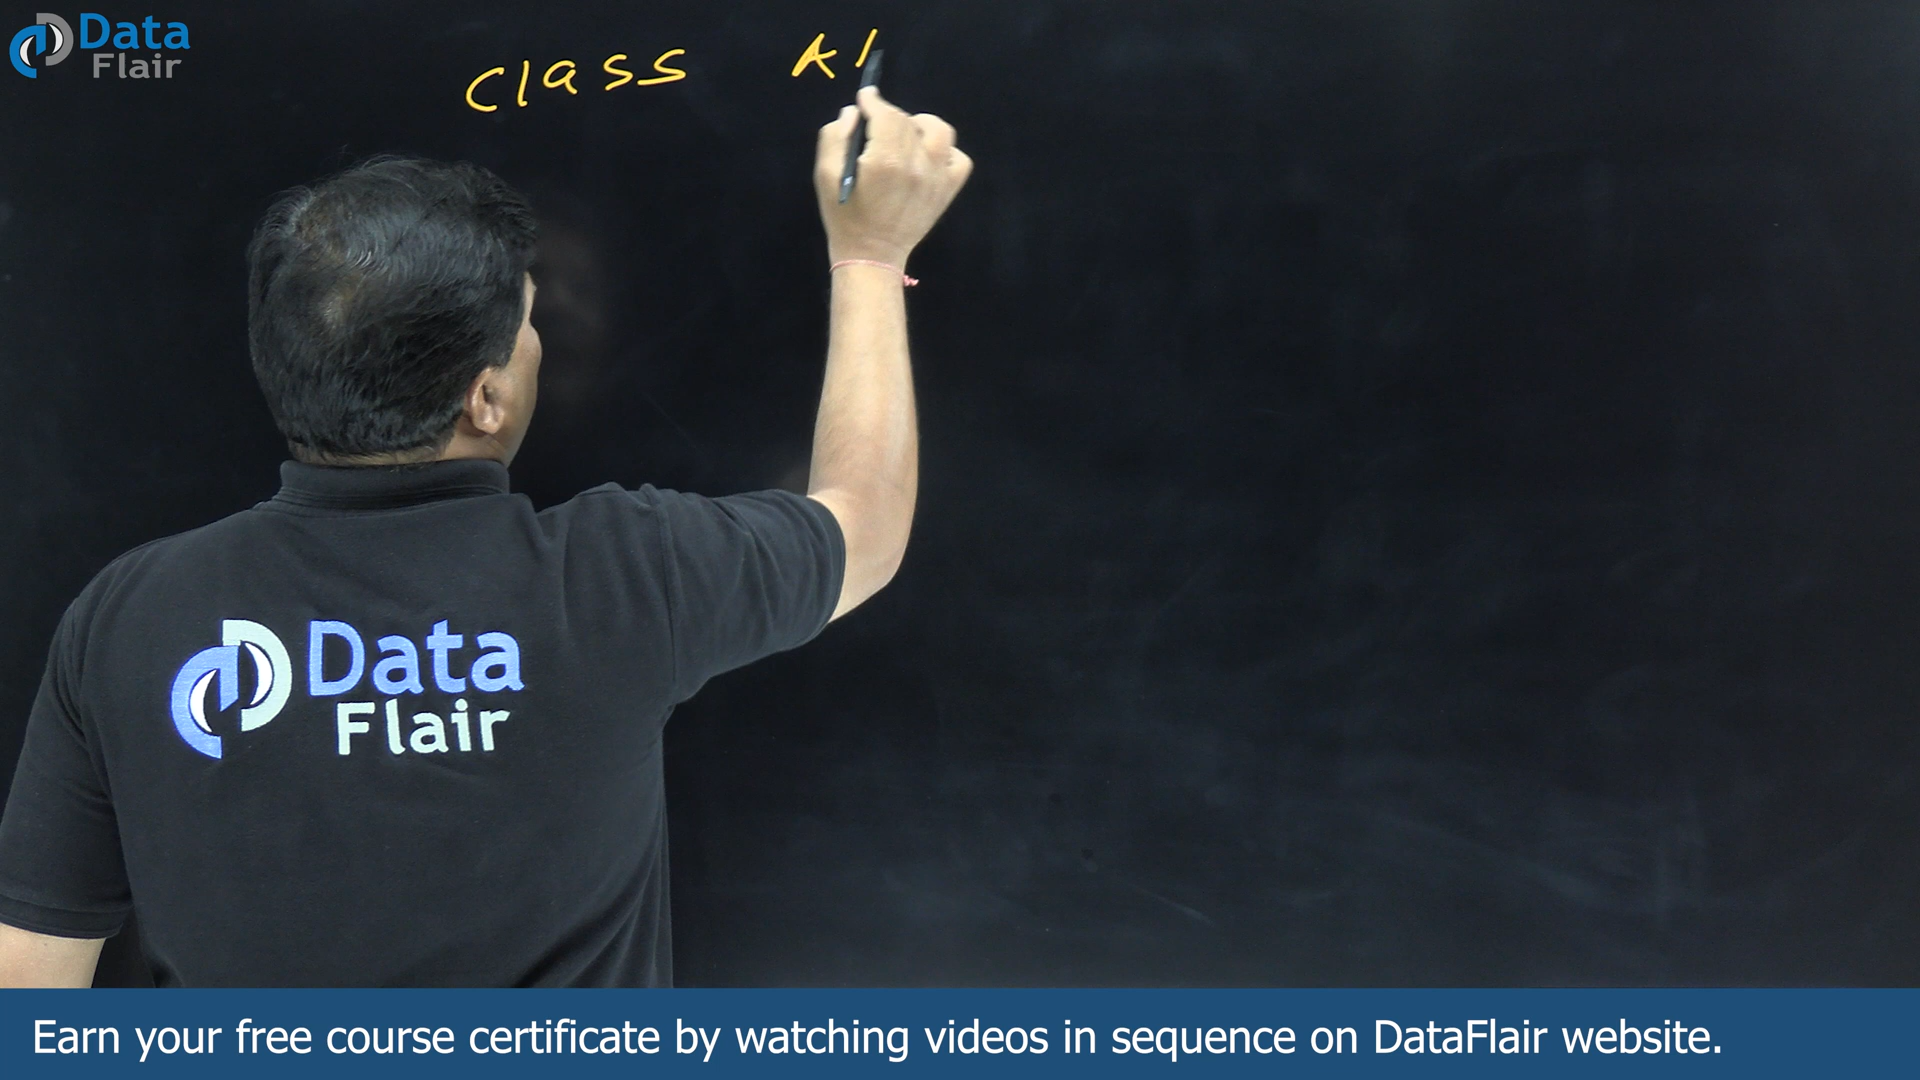 Data
Flair
Class
Data
Flair
Earn your free course certificate by watching videos in sequence on DataFlair website.